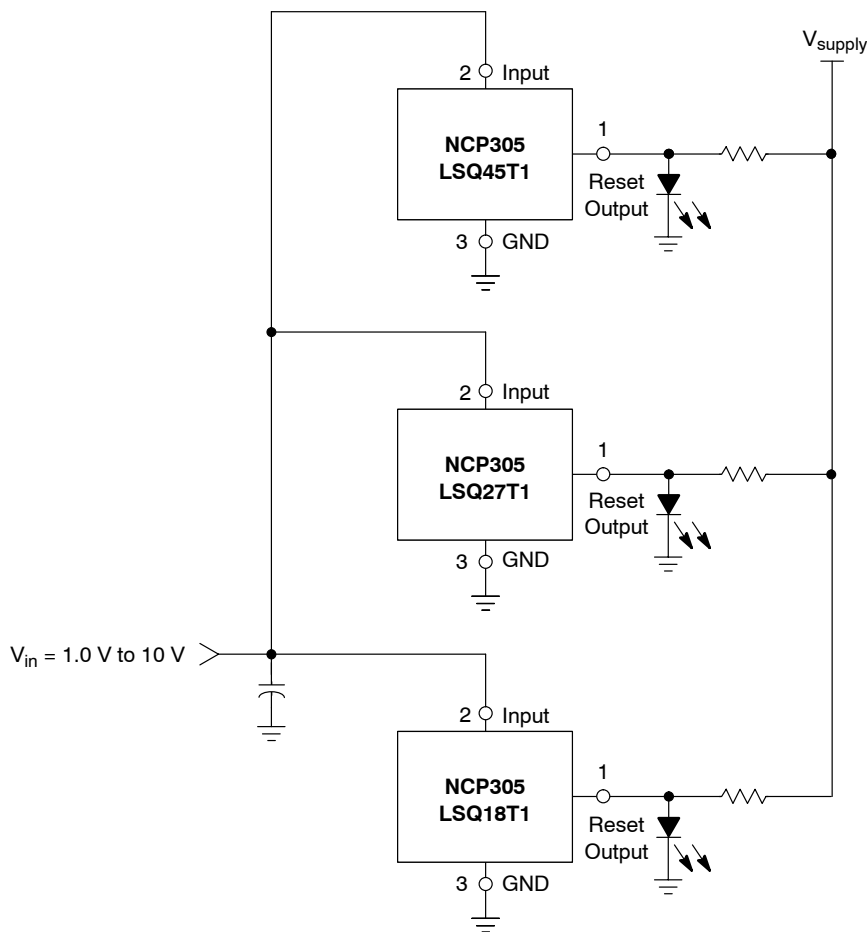 V_supply
2 Input
NCP305
LSQ45T1
1
Reset
Output
3 GND
2 Input
NCP305
LSQ27T1
1
Reset
Output
3 GND
V_in = 1.0 V to 10 V
2 Input
NCP305
LSQ18T1
1
Reset
Output
3 GND